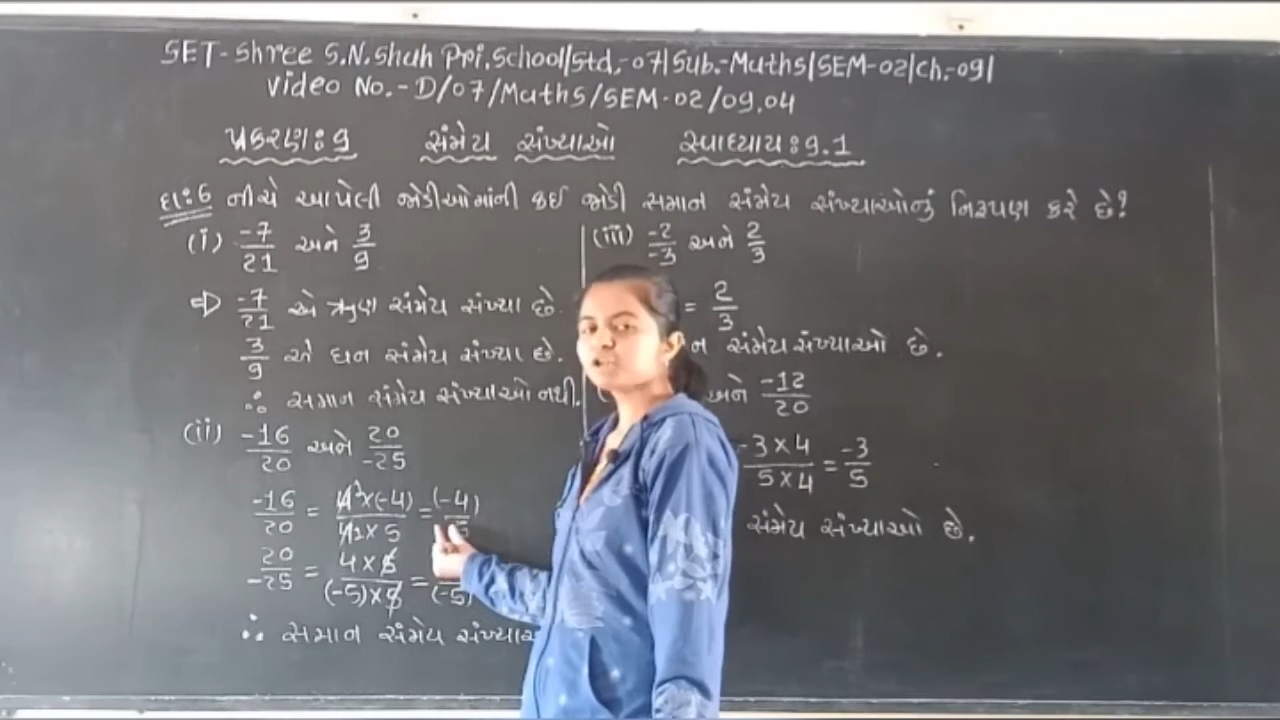 SET-Shree S.N.Shah Pri.School|Std.-07|Sub.-Maths|SEM-02|Ch.-09|
Video No.-D/07/Maths/SEM-02/09.04
પ્રકરણ:9 સંમેય સંખ્યાઓ સ્વાધ્યાય:9.1
દા:6 નીચે આપેલી જોડીઓમાંની કઈ જોડી સમાન સંમેય સંખ્યાઓનું નિરૂપણ કરે છે?
(i) -7/21 અને 3/9
⇒ -7/21 એ ઋણ સંમેય સંખ્યા છે.
3/9 એ ઘન સંમેય સંખ્યા છે.
∴ સમાન સંમેય સંખ્યાઓ નથી.
(ii) -16/20 અને 20/-25
-16/20 = 4×(-4)/4×5 = (-4)/5
20/-25 = 4×5/(-5)×5 = /(-5)
∴ સમાન સંમેય
(iii) -2/-3 અને 2/3
= 2/3
સંમેય સંખ્યાઓ છે.
અને -12/20
-3×4/5×4 = -3/5
સંમેય સંખ્યાઓ છે.